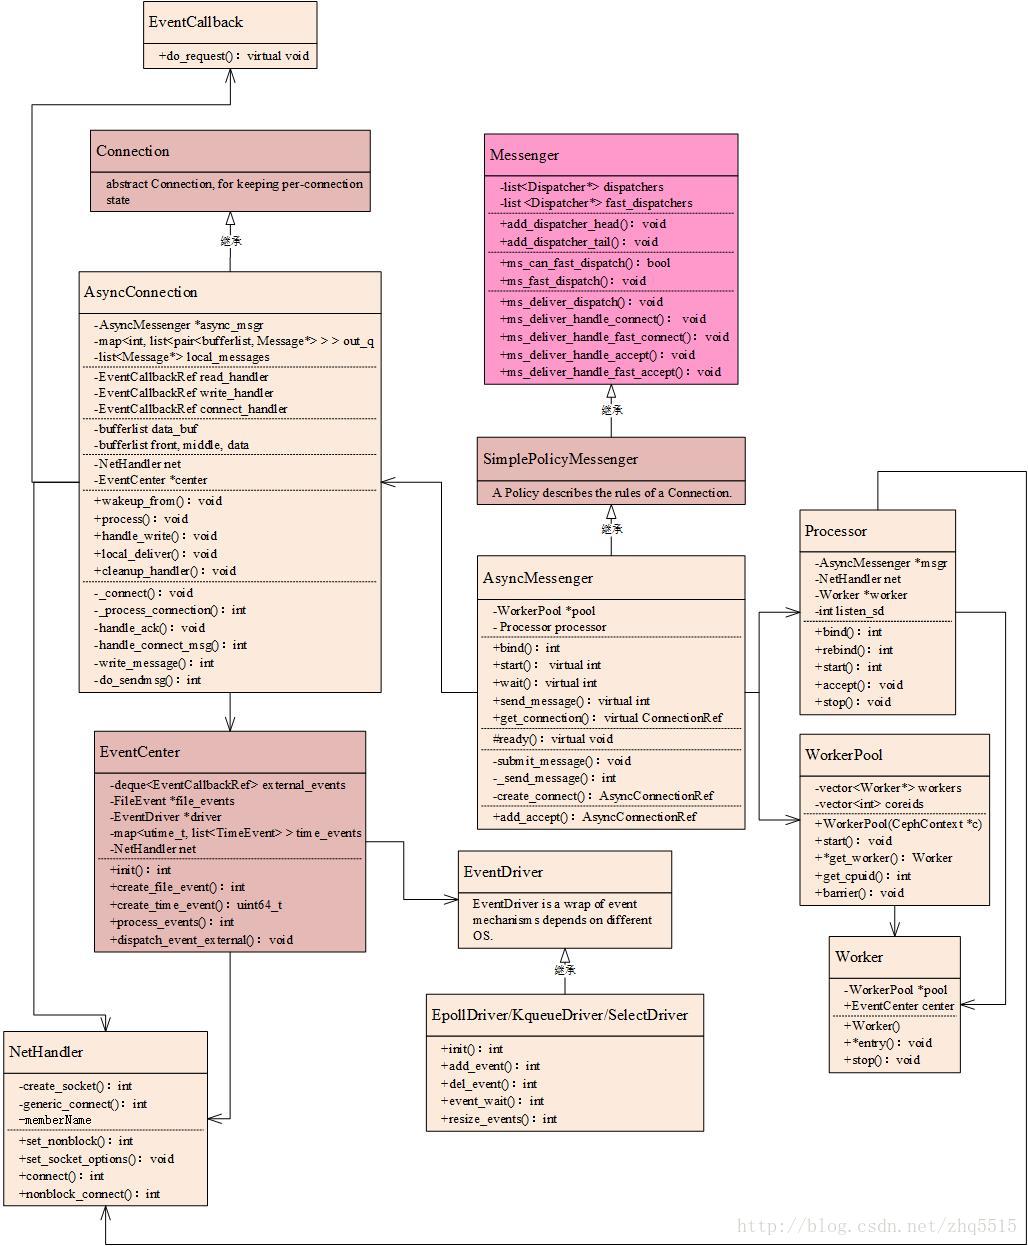 EventCallback
+do_request(): virtual void
Connection
abstract Connection, for keeping per-connection
state
继承
AsyncConnection
-AsyncMessenger *async_msgr
-map<int, list<pair<bufferlist, Message*> > > out_q
-list<Message*> local_messages
-EventCallbackRef read_handler
-EventCallbackRef write_handler
-EventCallbackRef connect_handler
-bufferlist data_buf
-bufferlist front, middle, data
-NetHandler net
-EventCenter *center
+wakeup_from(): void
+process(): void
+handle_write(): void
+local_deliver(): void
+cleanup_handler(): void
-_connect(): void
-_process_connection(): int
-handle_ack(): void
-handle_connect_msg(): int
-write_message(): int
-do_sendmsg(): int
Messenger
-list<Dispatcher*> dispatchers
-list <Dispatcher*> fast_dispatchers
+add_dispatcher_head(): void
+add_dispatcher_tail(): void
+ms_can_fast_dispatch(): bool
+ms_fast_dispatch(): void
+ms_deliver_dispatch(): void
+ms_deliver_handle_connect(): void
+ms_deliver_handle_fast_connect(): void
+ms_deliver_handle_accept(): void
+ms_deliver_handle_fast_accept(): void
继承
SimplePolicyMessenger
A Policy describes the rules of a Connection.
继承
AsyncMessenger
-WorkerPool *pool
- Processor processor
+bind(): int
+start(): virtual int
+wait(): virtual int
+send_message(): virtual int
+get_connection(): virtual ConnectionRef
#ready(): virtual void
-submit_message(): void
-_send_message(): int
-create_connect(): AsyncConnectionRef
+add_accept(): AsyncConnectionRef
Processor
-AsyncMessenger *msgr
-NetHandler net
-Worker *worker
-int listen_sd
+bind(): int
+rebind(): int
+start(): int
+accept(): void
+stop(): void
WorkerPool
-vector<Worker*> workers
-vector<int> coreids
+WorkerPool(CephContext *c)
+start(): void
+*get_worker(): Worker
+get_cpuid(): int
+barrier(): void
Worker
-WorkerPool *pool
+EventCenter center
+Worker()
+*entry(): void
+stop(): void
EventCenter
-deque<EventCallbackRef> external_events
-FileEvent *file_events
-EventDriver *driver
-map<utime_t, list<TimeEvent> > time_events
-NetHandler net
+init(): int
+create_file_event(): int
+create_time_event(): uint64_t
+process_events(): int
+dispatch_event_external(): void
EventDriver
EventDriver is a wrap of event
mechanisms depends on different
OS.
继承
EpollDriver/KqueueDriver/SelectDriver
+init(): int
+add_event(): int
+del_event(): int
+event_wait(): int
+resize_events(): int
NetHandler
-create_socket(): int
-generic_connect(): int
-memberName
+set_nonblock(): int
+set_socket_options(): void
+connect(): int
+nonblock_connect(): int
http://blog.csdn.net/zhq5515